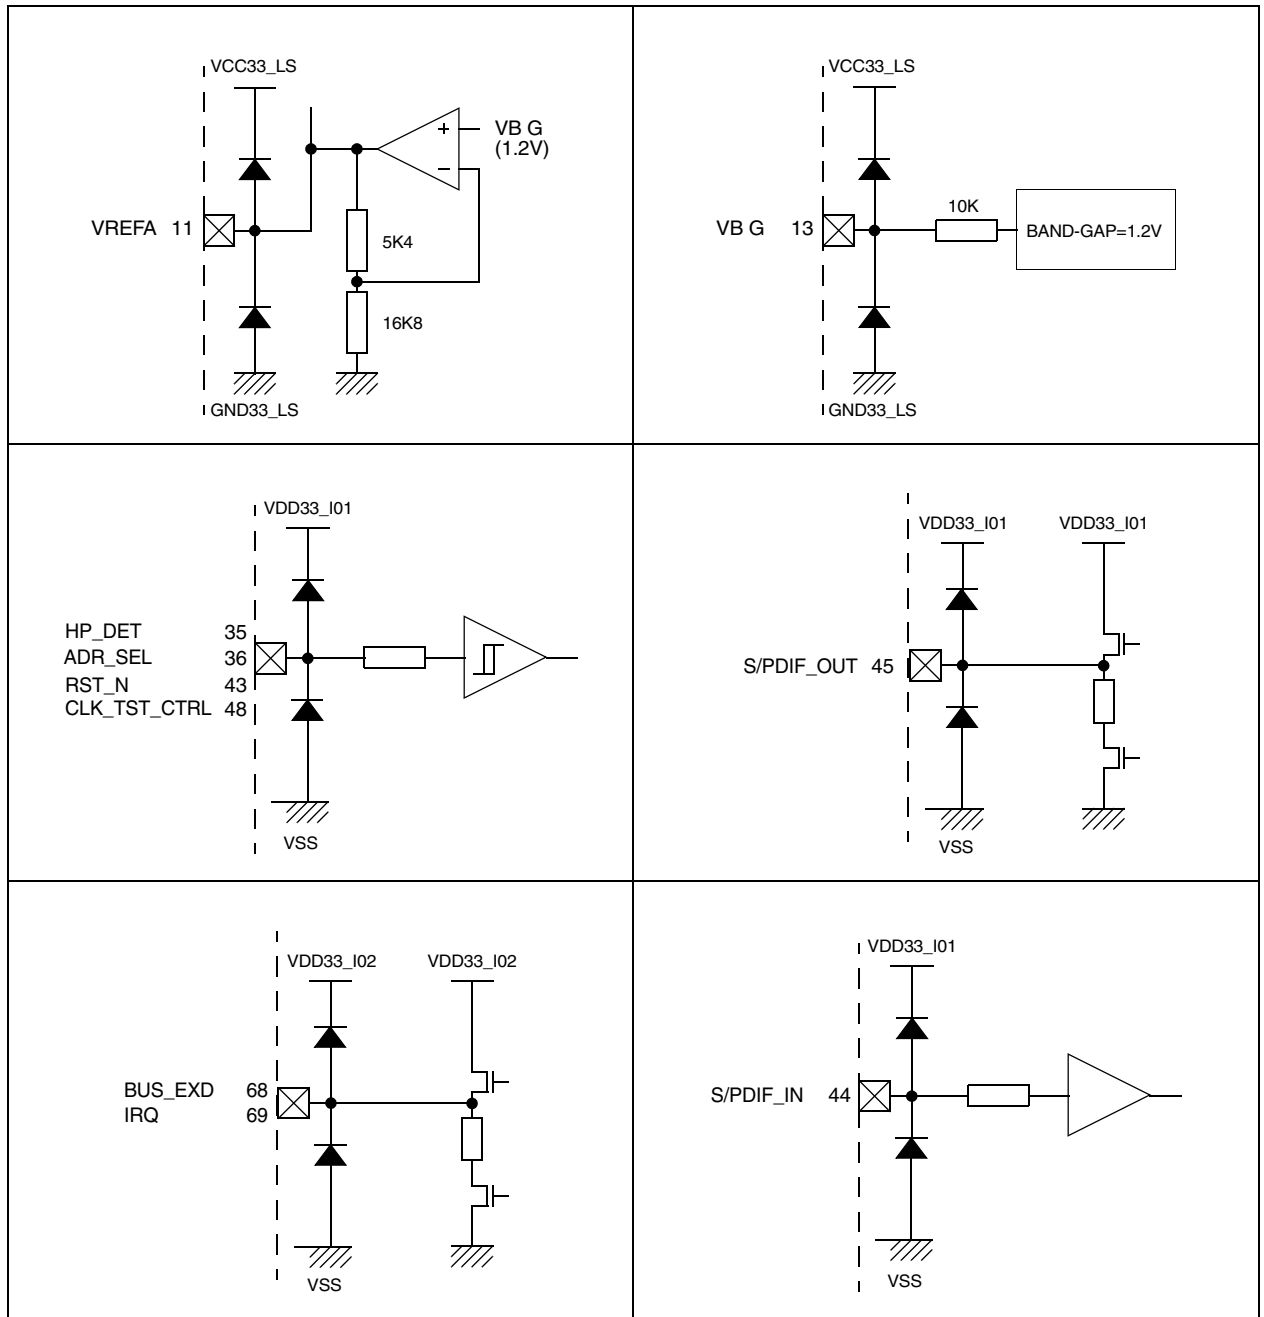 VCC33_LS
VB G
(1.2V)
+
−
VREFA 11
5K4
16K8
GND33_LS
VCC33_LS
10K
VB G 13
BAND-GAP=1.2V
GND33_LS
VDD33_I01
HP_DET 35
ADR_SEL 36
RST_N 43
CLK_TST_CTRL 48
VSS
VDD33_I01 VDD33_I01
S/PDIF_OUT 45
VSS
VDD33_I02 VDD33_I02
BUS_EXD 68
IRQ 69
VSS
VDD33_I01
S/PDIF_IN 44
VSS